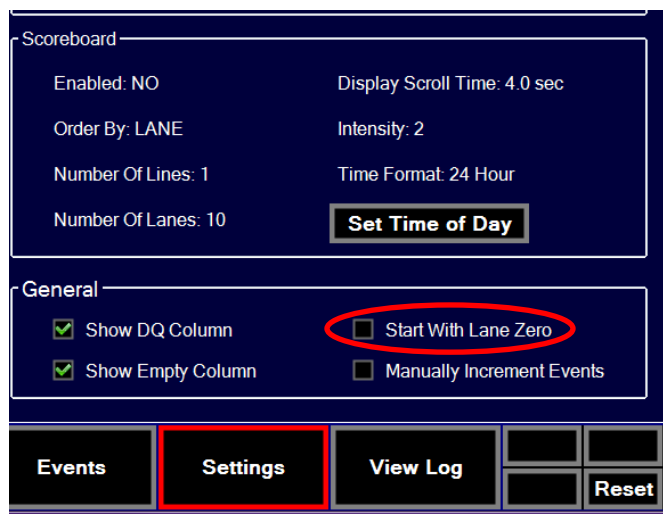 Scoreboard
Enabled: NO
Display Scroll Time: 4.0 sec
Order By: LANE
Intensity: 2
Number Of Lines: 1
Time Format: 24 Hour
Number Of Lanes: 10
Set Time of Day
General
Show DQ Column
Start With Lane Zero
Show Empty Column
Manually Increment Events
Events
Settings
View Log
Reset